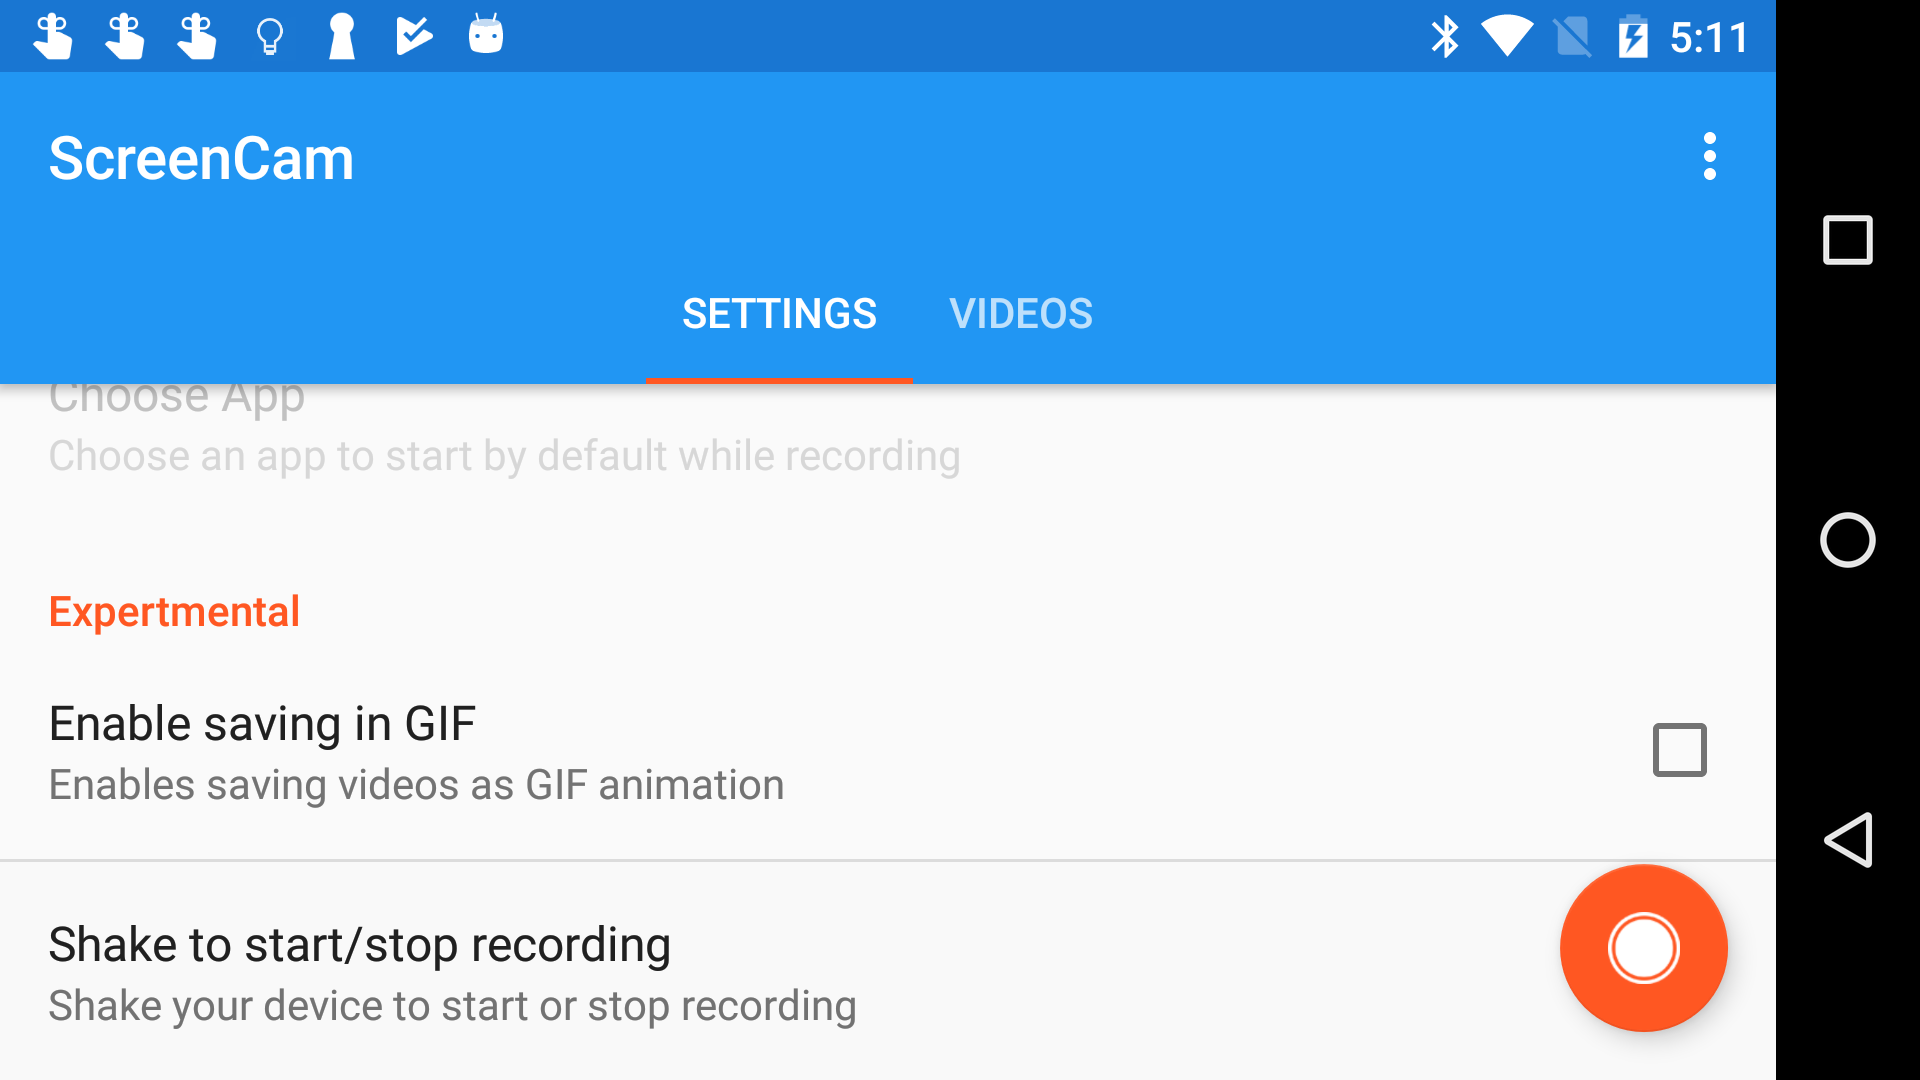 5:11
ScreenCam
SETTINGS VIDEOS
Choose App
Choose an app to start by default while recording
Expertmental
Enable saving in GIF
Enables saving videos as GIF animation
Shake to start/stop recording
Shake your device to start or stop recording